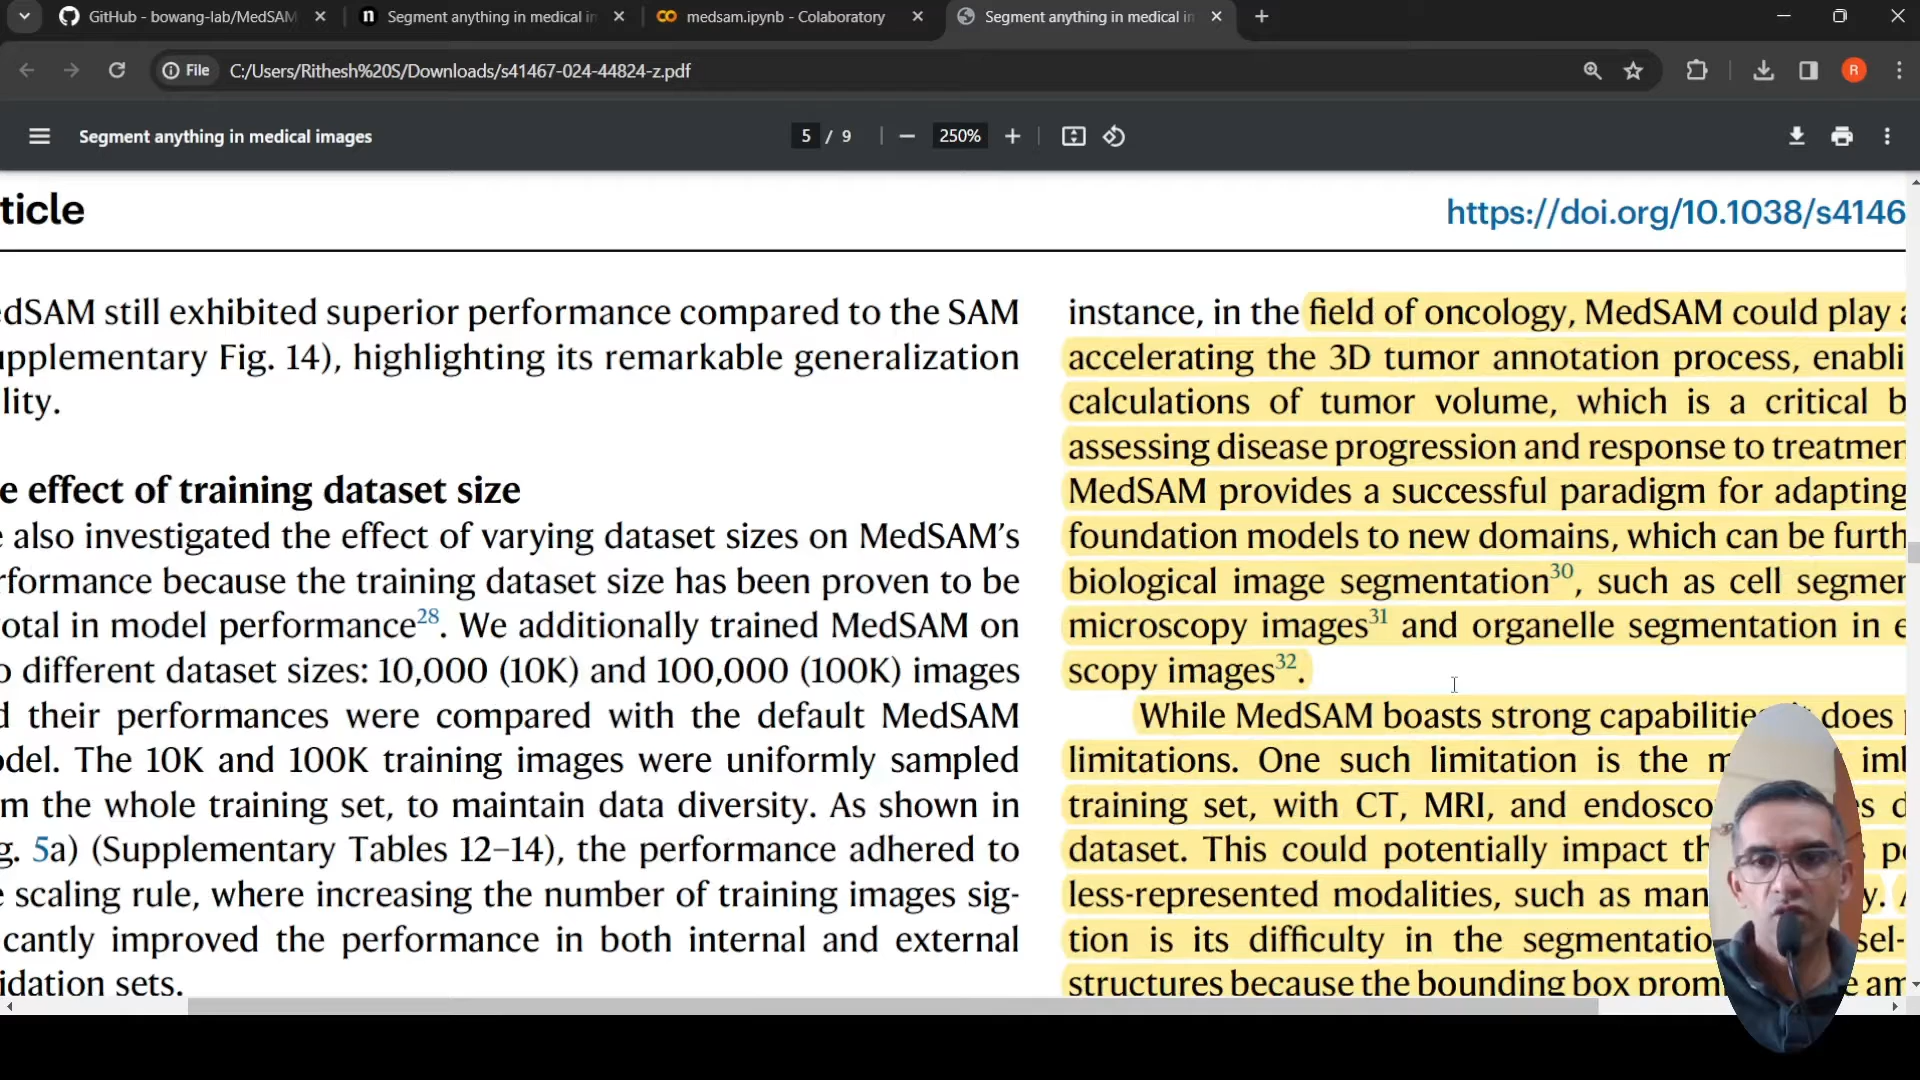 GitHub - bowang-lab/MedSAM
Segment anything in medical in
medsam.ipynb - Colaboratory
Segment anything in medical in
File
C:/Users/Rithesh%20S/Downloads/s41467-024-44824-z.pdf
R
Segment anything in medical images
5 / 9
250%
ticle
https://doi.org/10.1038/s4146
edSAM still exhibited superior performance compared to the SAM
upplementary Fig. 14), highlighting its remarkable generalization
lity.
e effect of training dataset size
e also investigated the effect of varying dataset sizes on MedSAM's
rformance because the training dataset size has been proven to be
otal in model performance28. We additionally trained MedSAM on
o different dataset sizes: 10,000 (10K) and 100,000 (100K) images
d their performances were compared with the default MedSAM
odel. The 10K and 100K training images were uniformly sampled
m the whole training set, to maintain data diversity. As shown in
g. 5a) (Supplementary Tables 12–14), the performance adhered to
e scaling rule, where increasing the number of training images sig-
cantly improved the performance in both internal and external
idation sets.
instance, in the field of oncology, MedSAM could play a
accelerating the 3D tumor annotation process, enabli
calculations of tumor volume, which is a critical b
assessing disease progression and response to treatmen
MedSAM provides a successful paradigm for adapting
foundation models to new domains, which can be furth
biological image segmentation30, such as cell segmen
microscopy images31 and organelle segmentation in e
scopy images32.
While MedSAM boasts strong capabilities, it does
limitations. One such limitation is the m imb
training set, with CT, MRI, and endosco
dataset. This could potentially impact th
less-represented modalities, such as mam y.
tion is its difficulty in the segmentatio sel-
structures because the bounding box prom am